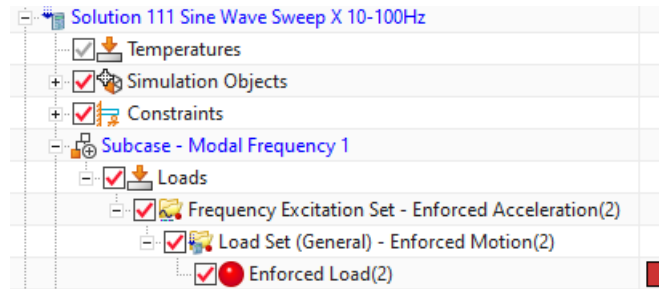 Solution 111 Sine Wave Sweep X 10-100Hz
Temperatures
Simulation Objects
Constraints
Subcase - Modal Frequency 1
Loads
Frequency Excitation Set - Enforced Acceleration(2)
Load Set (General) - Enforced Motion(2)
Enforced Load(2)